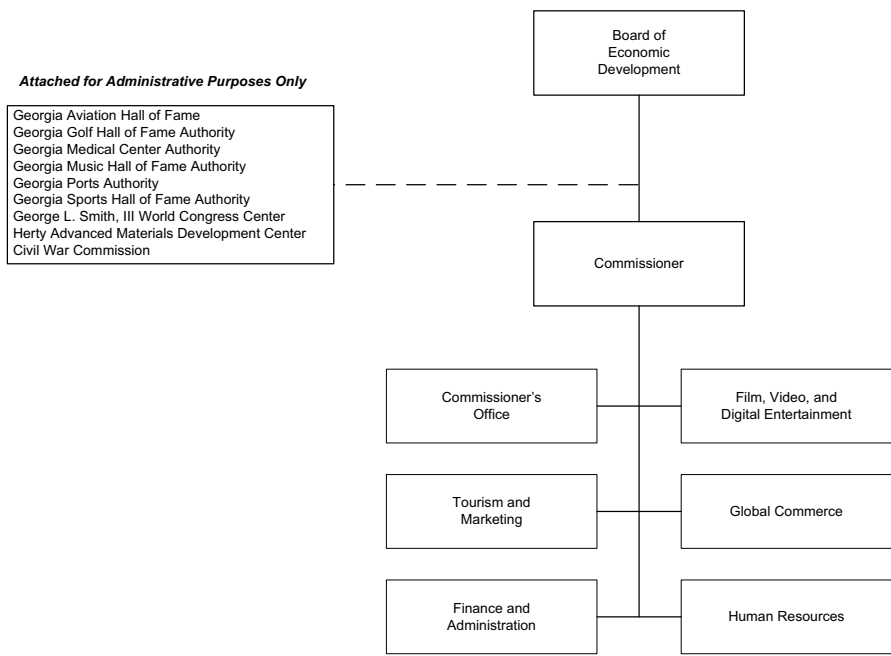 Board of
Economic
Development
Attached for Administrative Purposes Only
Georgia Aviation Hall of Fame
Georgia Golf Hall of Fame Authority
Georgia Medical Center Authority
Georgia Music Hall of Fame Authority
Georgia Ports Authority
Georgia Sports Hall of Fame Authority
George L. Smith, III World Congress Center
Herty Advanced Materials Development Center
Civil War Commission
Commissioner
Commissioner's
Office
Film, Video, and
Digital Entertainment
Tourism and
Marketing
Global Commerce
Finance and
Administration
Human Resources